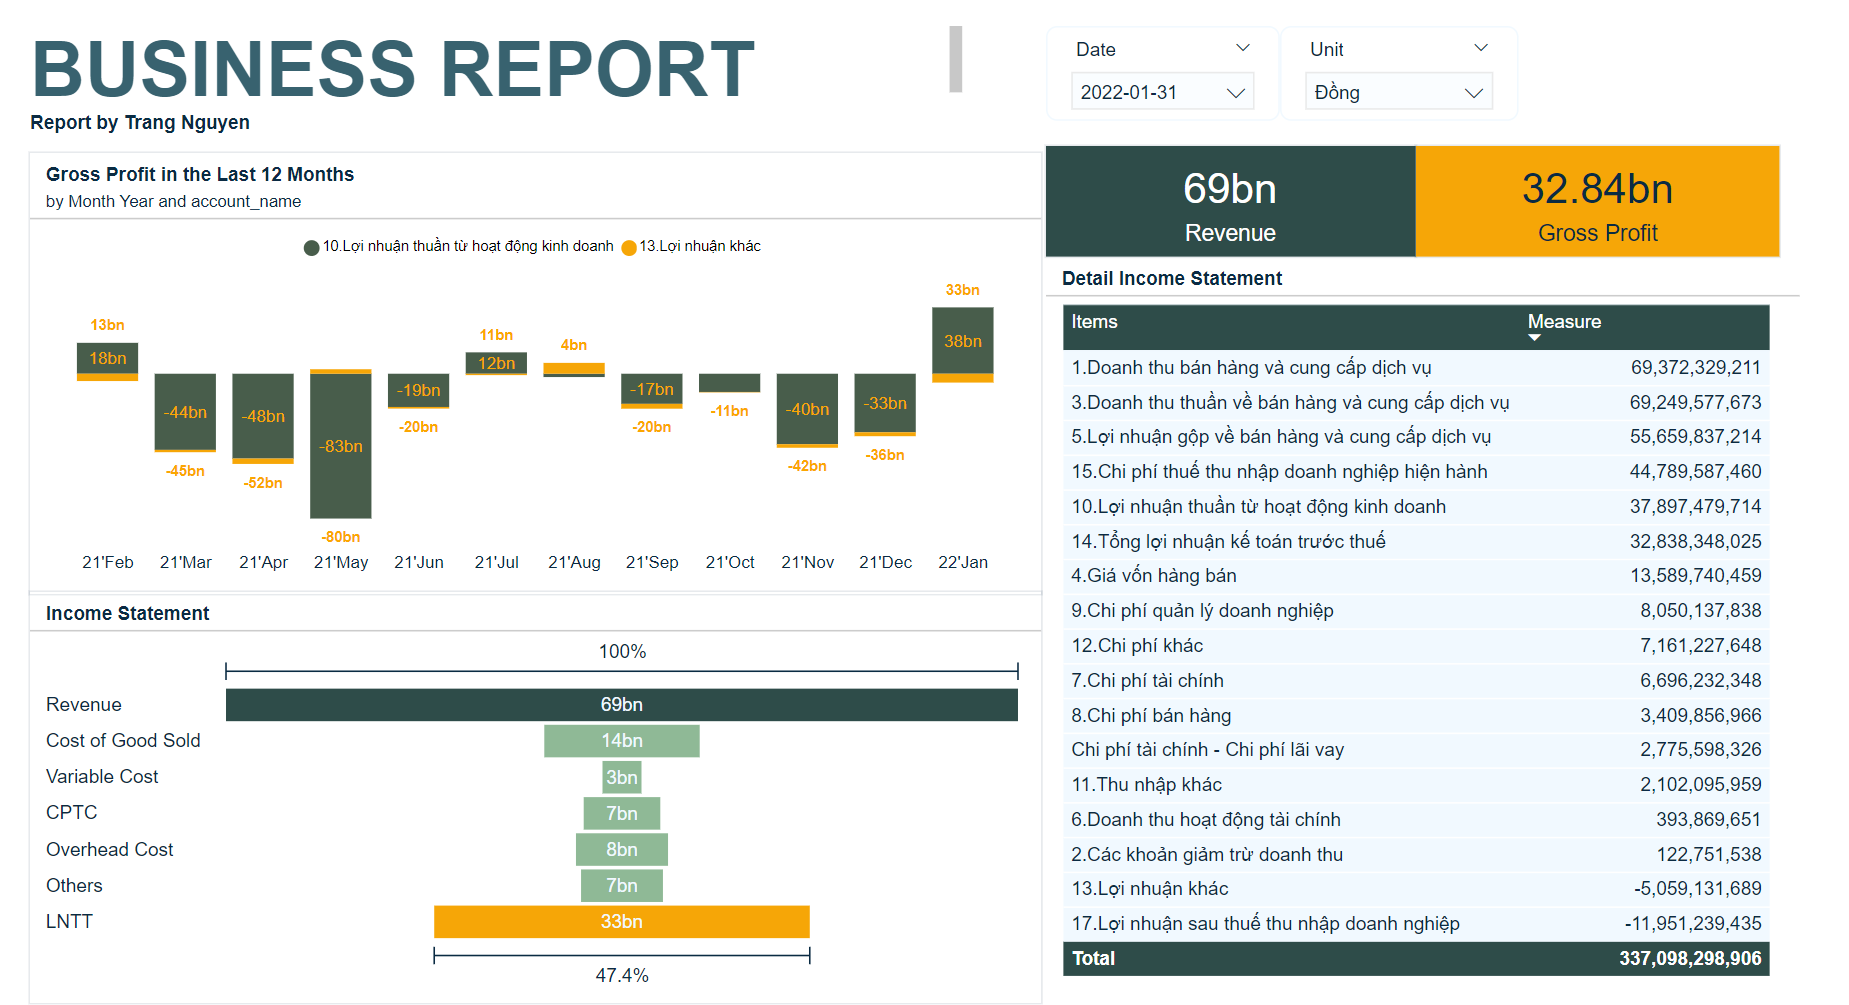 BUSINESS REPORT
Report by Trang Nguyen
Date
2022-01-31
Unit
Đồng
Gross Profit in the Last 12 Months
by Month Year and account_name
10.Lợi nhuận thuần từ hoạt động kinh doanh 13.Lợi nhuận khác
13bn
18bn
-44bn
-45bn
-48bn
-52bn
-83bn
-80bn
-19bn
-20bn
11bn
12bn
4bn
-17bn
-20bn
-11bn
-40bn
-42bn
-33bn
-36bn
33bn
38bn
21'Feb 21'Mar 21'Apr 21'May 21'Jun 21'Jul 21'Aug 21'Sep 21'Oct 21'Nov 21'Dec 22'Jan
Income Statement
100%
Revenue 69bn
Cost of Good Sold 14bn
Variable Cost 3bn
CPTC 7bn
Overhead Cost 8bn
Others 7bn
LNTT 33bn
47.4%
69bn
Revenue
32.84bn
Gross Profit
Detail Income Statement
Items Measure
1.Doanh thu bán hàng và cung cấp dịch vụ 69,372,329,211
3.Doanh thu thuần về bán hàng và cung cấp dịch vụ 69,249,577,673
5.Lợi nhuận gộp về bán hàng và cung cấp dịch vụ 55,659,837,214
15.Chi phí thuế thu nhập doanh nghiệp hiện hành 44,789,587,460
10.Lợi nhuận thuần từ hoạt động kinh doanh 37,897,479,714
14.Tổng lợi nhuận kế toán trước thuế 32,838,348,025
4.Giá vốn hàng bán 13,589,740,459
9.Chi phí quản lý doanh nghiệp 8,050,137,838
12.Chi phí khác 7,161,227,648
7.Chi phí tài chính 6,696,232,348
8.Chi phí bán hàng 3,409,856,966
Chi phí tài chính - Chi phí lãi vay 2,775,598,326
11.Thu nhập khác 2,102,095,959
6.Doanh thu hoạt động tài chính 393,869,651
2.Các khoản giảm trừ doanh thu 122,751,538
13.Lợi nhuận khác -5,059,131,689
17.Lợi nhuận sau thuế thu nhập doanh nghiệp -11,951,239,435
Total 337,098,298,906